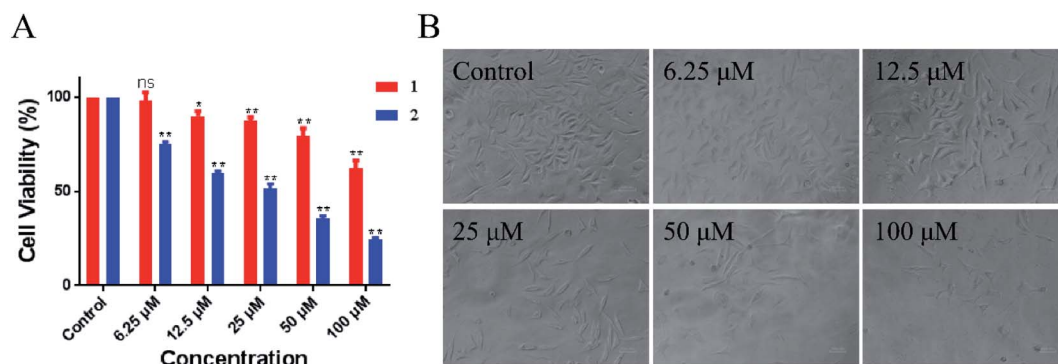 A
Cell Viability (%)
100
50
0
ns
**
*
**
**
**
**
**
**
**
1
2
Control
6.25 μM
12.5 μM
25 μM
50 μM
100 μM
Concentration
B
Control
6.25 μM
12.5 μM
25 μM
50 μM
100 μM